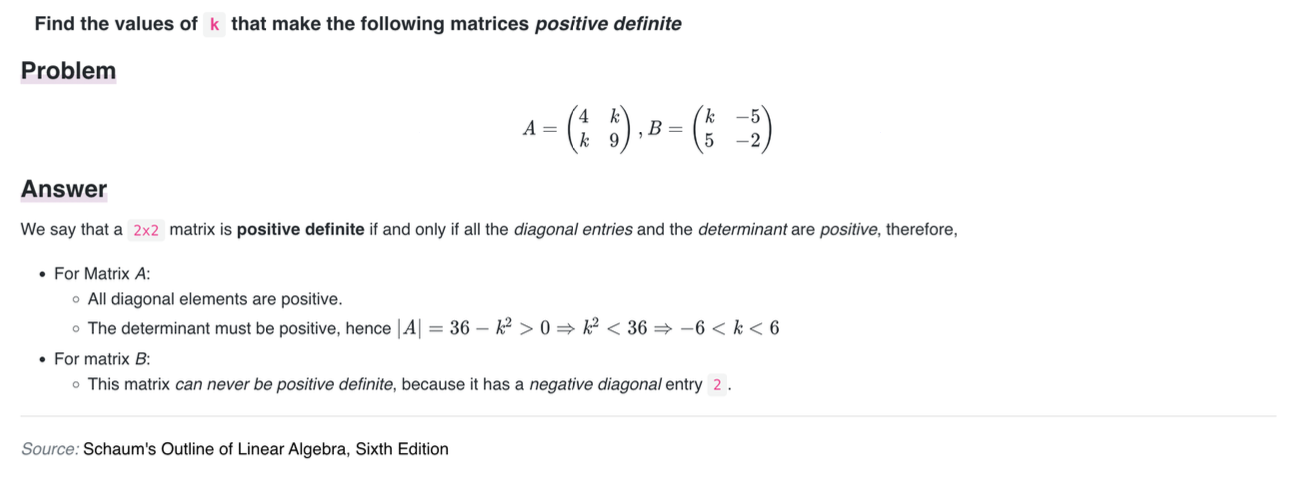 Find the values of k that make the following matrices positive definite
Problem
A = \begin{pmatrix} 4 & k \\ k & 9 \end{pmatrix}, B = \begin{pmatrix} k & -5 \\ 5 & -2 \end{pmatrix}
Answer
We say that a 2x2 matrix is positive definite if and only if all the diagonal entries and the determinant are positive, therefore,
• For Matrix A:
◦ All diagonal elements are positive.
◦ The determinant must be positive, hence |A| = 36 − k² > 0 ⇒ k² < 36 ⇒ −6 < k < 6
• For matrix B:
◦ This matrix can never be positive definite, because it has a negative diagonal entry 2.
Source: Schaum's Outline of Linear Algebra, Sixth Edition